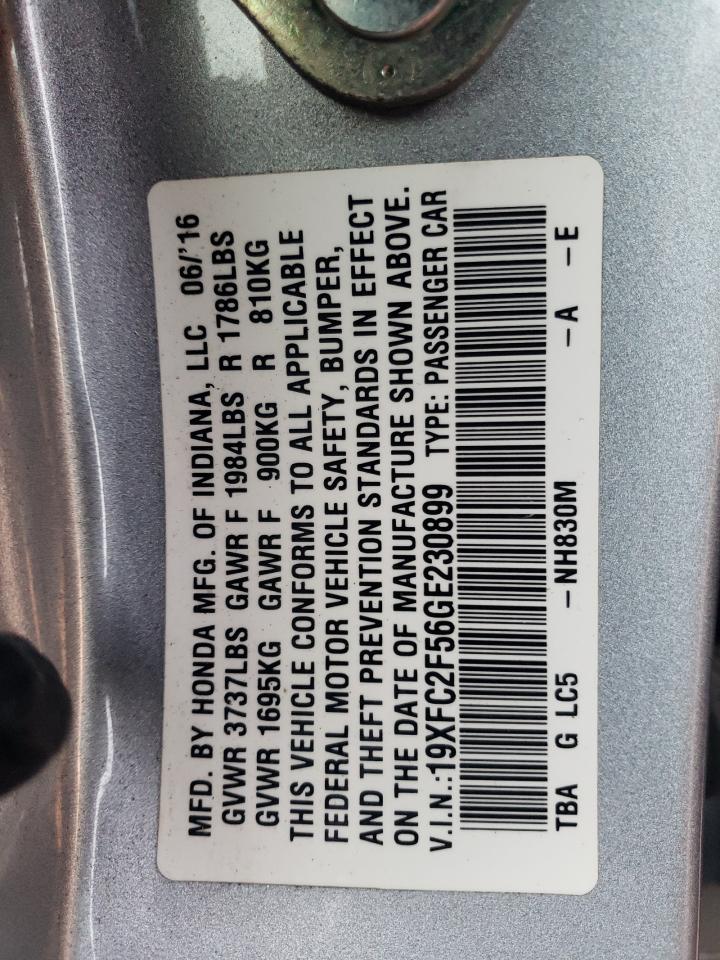 MFD. BY HONDA MFG. OF INDIANA, LLC 06/'16
GVWR 3737LBS GAWR F 1984LBS R 1786LBS
GVWR 1695KG GAWR F 900KG R 810KG
THIS VEHICLE CONFORMS TO ALL APPLICABLE
FEDERAL MOTOR VEHICLE SAFETY, BUMPER,
AND THEFT PREVENTION STANDARDS IN EFFECT
ON THE DATE OF MANUFACTURE SHOWN ABOVE.
V.I.N.:19XFC2F56GE230899 TYPE: PASSENGER CAR
TBA G LC5 –NH830M –A –E